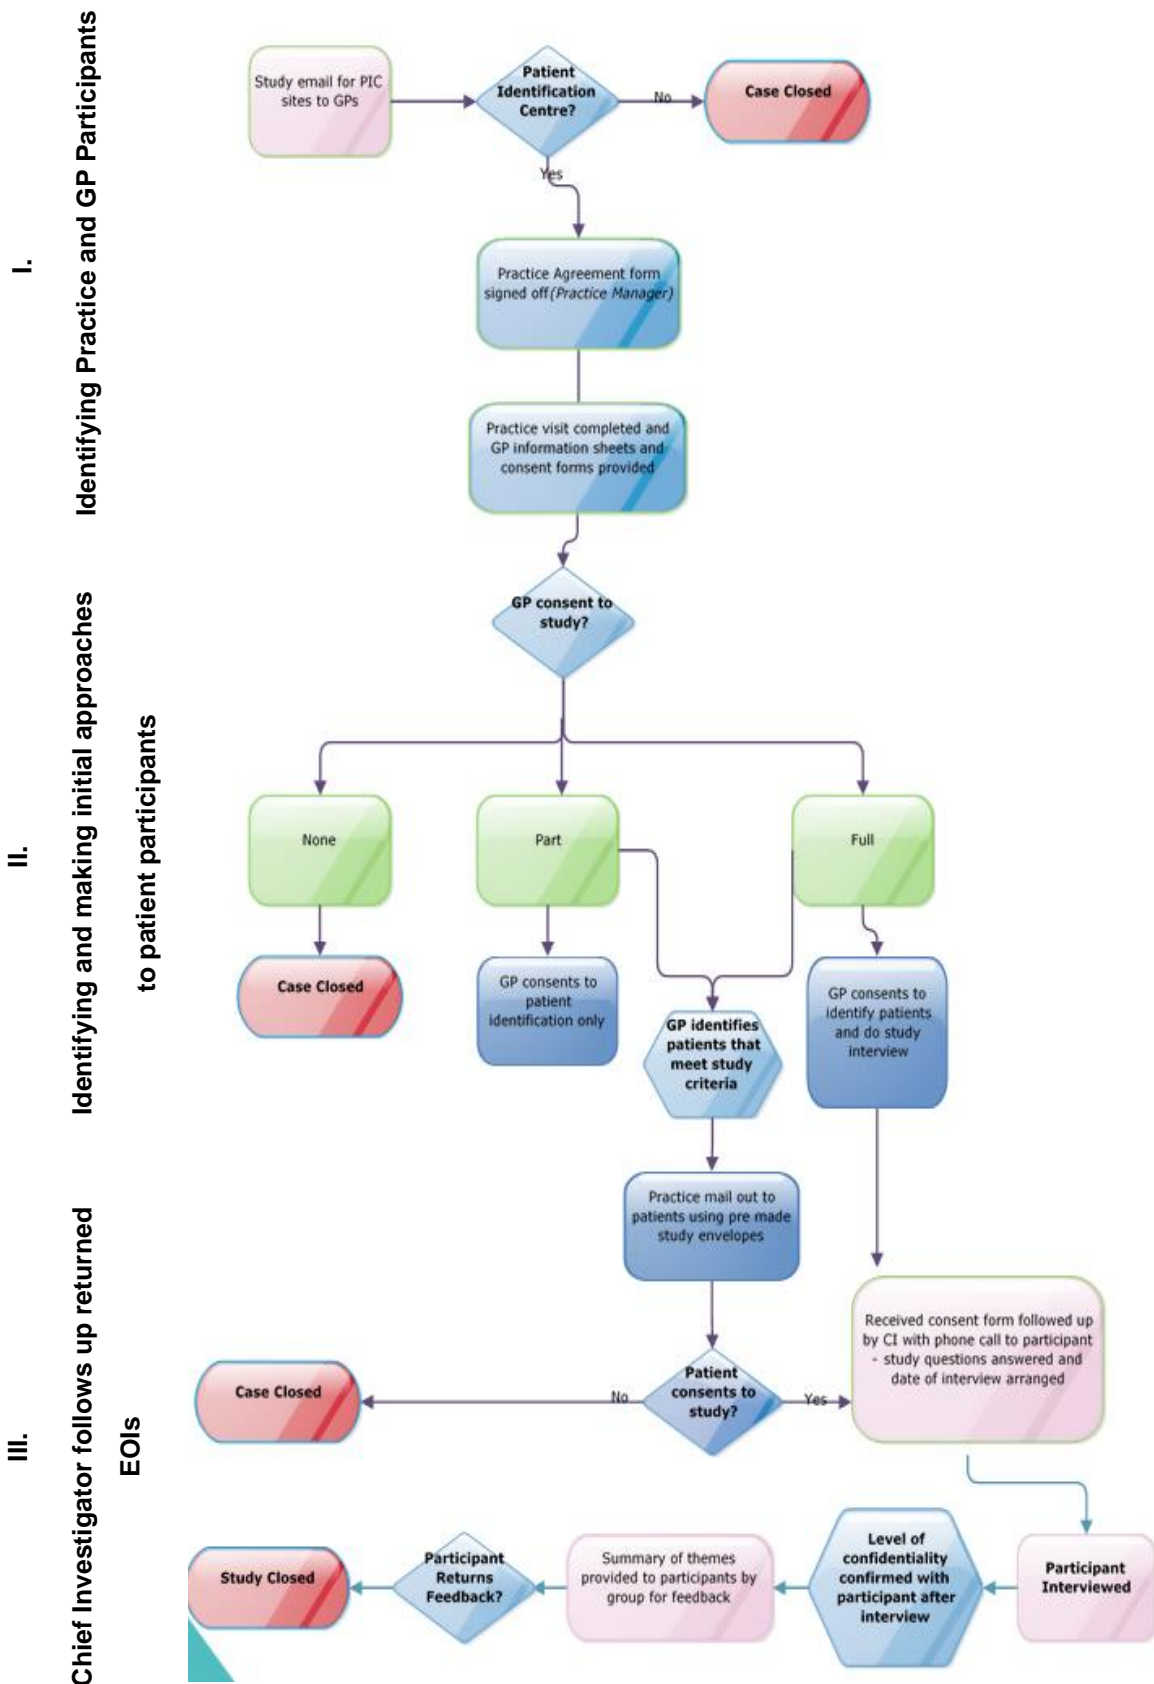 I.
Identifying Practice and GP Participants
Study email for PIC
sites to GPs
Patient
Identification
Centre?
No
Case Closed
Yes
Practice Agreement form
signed off(Practice Manager)
Practice visit completed and
GP information sheets and
consent forms provided
II.
Identifying and making initial approaches
to patient participants
GP consent to
study?
None
Part
Full
Case Closed
GP consents to
patient
identification only
GP identifies
patients that
meet study
criteria
GP consents to
identify patients
and do study
interview
Practice mail out to
patients using pre made
study envelopes
III.
Chief Investigator follows up returned
EOIs
Patient
consents to
study?
No
Case Closed
Yes
Received consent form followed up
by CI with phone call to participant
- study questions answered and
date of interview arranged
Participant
Interviewed
Level of
confidentiality
confirmed with
participant after
interview
Summary of themes
provided to participants by
group for feedback
Participant
Returns
Feedback?
Study Closed